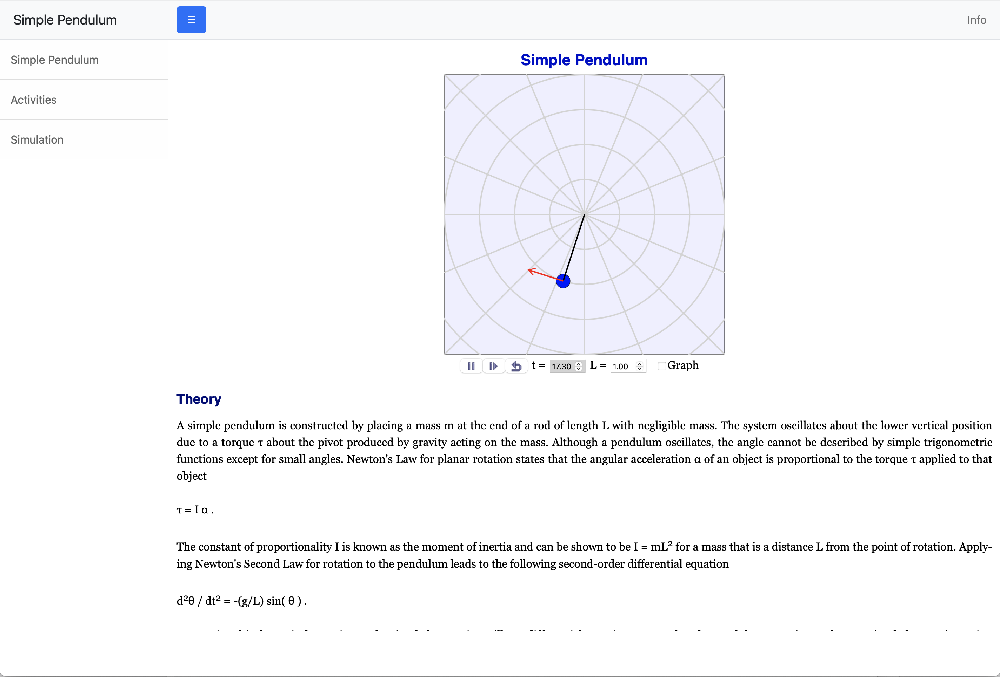 Simple Pendulum
Info
Simple Pendulum
Activities
Simulation
Simple Pendulum
t = 17.30 L = 1.00 Graph
Theory
A simple pendulum is constructed by placing a mass m at the end of a rod of length L with negligible mass. The system oscillates about the lower vertical position
due to a torque τ about the pivot produced by gravity acting on the mass. Although a pendulum oscillates, the angle cannot be described by simple trigonometric
functions except for small angles. Newton's Law for planar rotation states that the angular acceleration α of an object is proportional to the torque τ applied to that
object
τ = I α .
The constant of proportionality I is known as the moment of inertia and can be shown to be I = mL² for a mass that is a distance L from the point of rotation. Apply-
ing Newton's Second Law for rotation to the pendulum leads to the following second-order differential equation
d²θ / dt² = -(g/L) sin( θ ) .